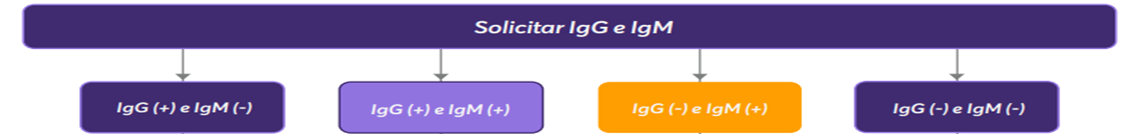 Solicitar IgG e IgM
IgG (+) e IgM (-)
IgG (+) e IgM (+)
IgG (-) e IgM (+)
IgG (-) e IgM (-)